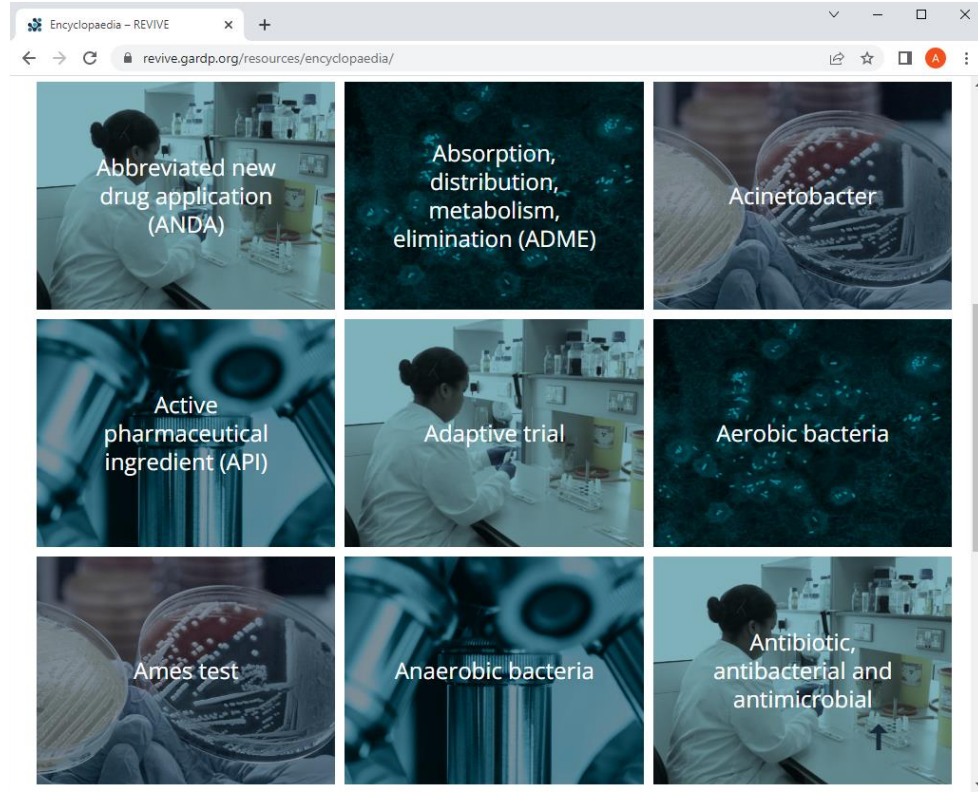 Encyclopaedia – REVIVE
revive.gardp.org/resources/encyclopaedia/
A
Abbreviated new
drug application
(ANDA)
Absorption,
distribution,
metabolism,
elimination (ADME)
Acinetobacter
Active
pharmaceutical
ingredient (API)
Adaptive trial
Aerobic bacteria
Ames test
Anaerobic bacteria
Antibiotic,
antibacterial and
antimicrobial